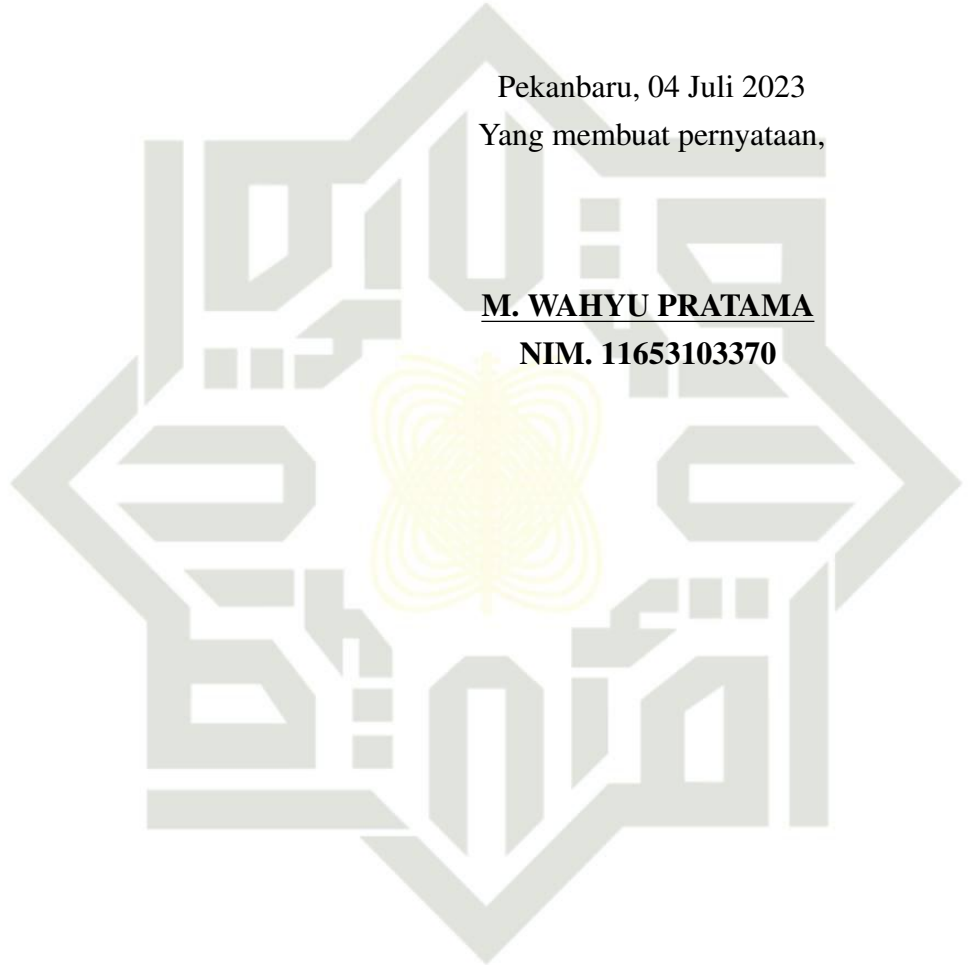 Pekanbaru, 04 Juli 2023
Yang membuat pernyataan,
M. WAHYU PRATAMA
NIM. 11653103370